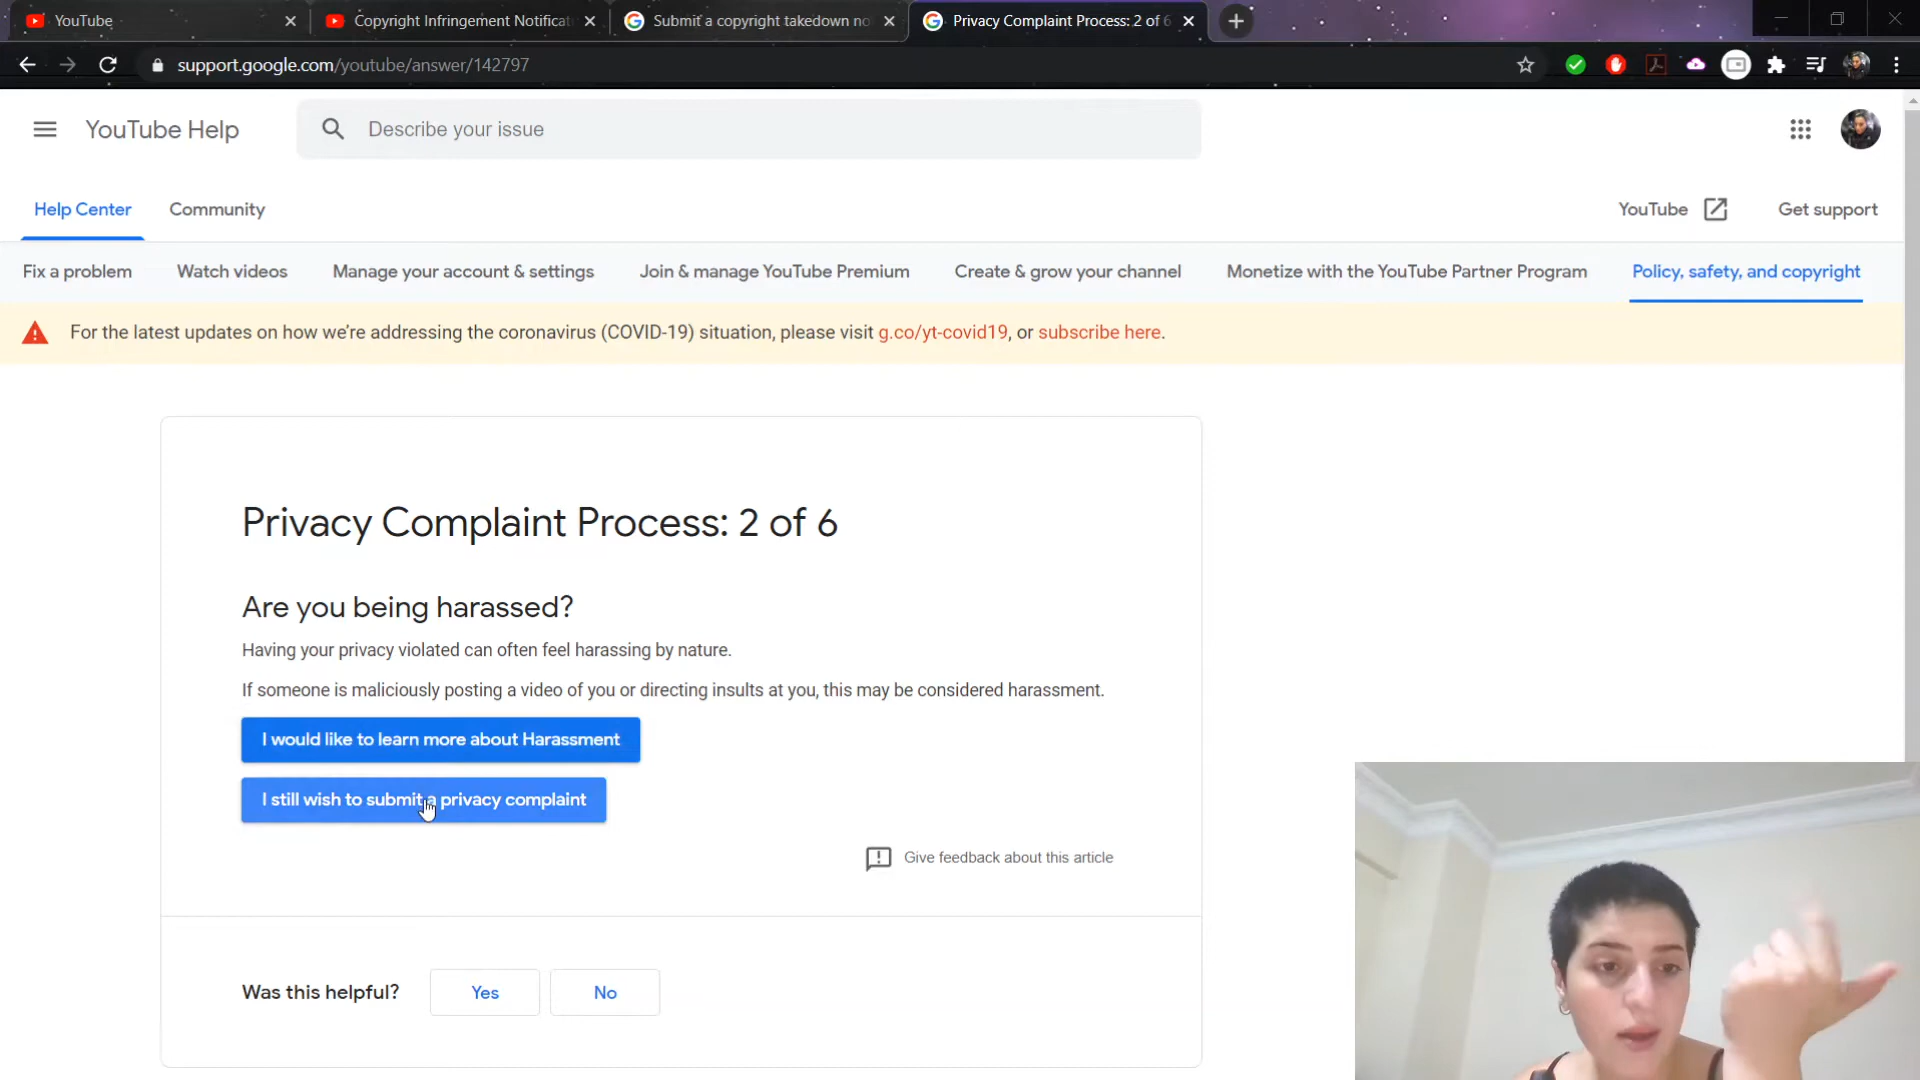 YouTube
Copyright Infringement Notificat
Submit a copyright takedown no
Privacy Complaint Process: 2 of 6
support.google.com/youtube/answer/142797
YouTube Help
Describe your issue
Help Center
Community
YouTube
Get support
Fix a problem
Watch videos
Manage your account & settings
Join & manage YouTube Premium
Create & grow your channel
Monetize with the YouTube Partner Program
Policy, safety, and copyright
For the latest updates on how we're addressing the coronavirus (COVID-19) situation, please visit g.co/yt-covid19, or subscribe here.
Privacy Complaint Process: 2 of 6
Are you being harassed?
Having your privacy violated can often feel harassing by nature.
If someone is maliciously posting a video of you or directing insults at you, this may be considered harassment.
I would like to learn more about Harassment
I still wish to submit a privacy complaint
Give feedback about this article
Was this helpful?
Yes
No